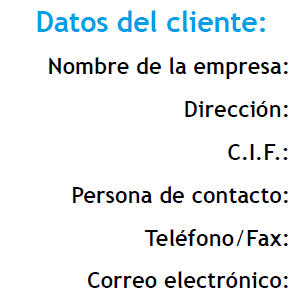 Datos del cliente:
Nombre de la empresa:
Dirección:
C.I.F.:
Persona de contacto:
Teléfono/Fax:
Correo electrónico: